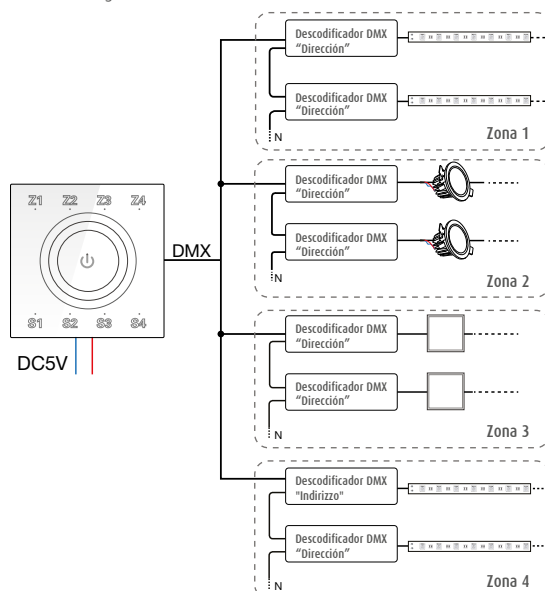 Descodificador DMX
“Dirección”
Descodificador DMX
“Dirección”
N
Zona 1
Descodificador DMX
“Dirección”
Descodificador DMX
“Dirección”
N
Zona 2
Z1 Z2 Z3 Z4
S1 S2 S3 S4
DMX
DC5V
Descodificador DMX
“Dirección”
Descodificador DMX
“Dirección”
N
Zona 3
Descodificador DMX
"Indirizzo"
Descodificador DMX
“Dirección”
N
Zona 4